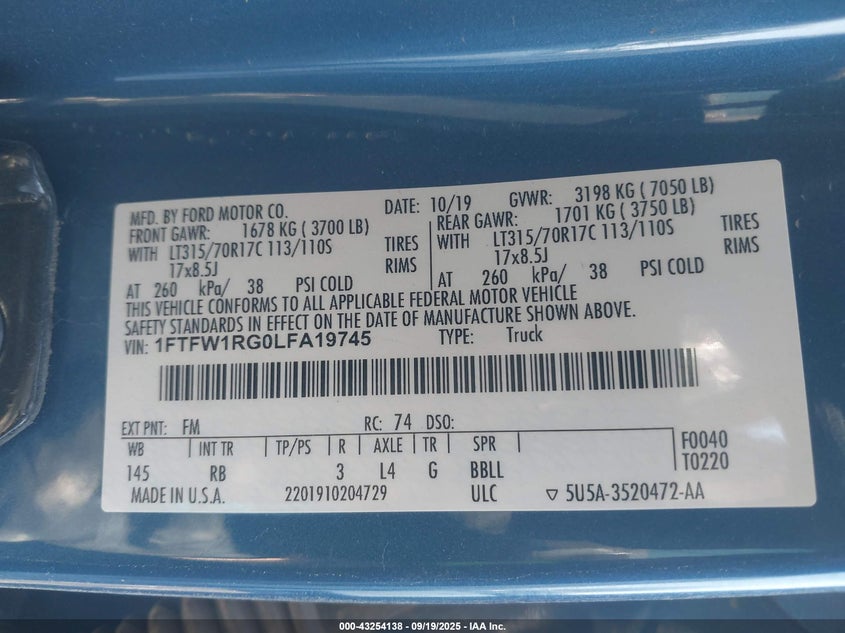 MFD. BY FORD MOTOR CO. DATE: 10/19 GVWR: 3198 KG ( 7050 LB)
FRONT GAWR: 1678 KG ( 3700 LB) REAR GAWR: 1701 KG ( 3750 LB)
WITH LT315/70R17C 113/110S TIRES WITH LT315/70R17C 113/110S TIRES
17x8.5J RIMS 17x8.5J RIMS
AT 260 kPa/ 38 PSI COLD AT 260 kPa/ 38 PSI COLD
THIS VEHICLE CONFORMS TO ALL APPLICABLE FEDERAL MOTOR VEHICLE
SAFETY STANDARDS IN EFFECT ON THE DATE OF MANUFACTURE SHOWN ABOVE.
VIN: 1FTFW1RG0LFA19745 TYPE: Truck
EXT PNT: FM RC: 74 DSO:
WB INT TR TP/PS R AXLE TR SPR F0040
145 RB 3 L4 G BBLL T0220
MADE IN U.S.A. 2201910204729 ULC ▽ 5U5A-3520472-AA
000-43254138 - 09/19/2025 - IAA Inc.